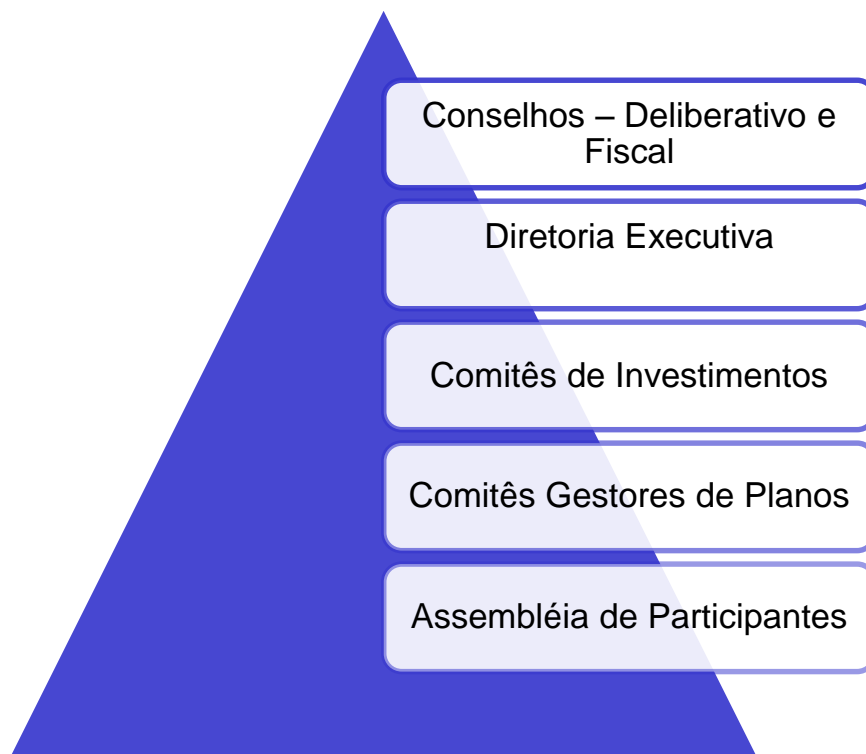 Conselhos – Deliberativo e
Fiscal
Diretoria Executiva
Comitês de Investimentos
Comitês Gestores de Planos
Assembléia de Participantes